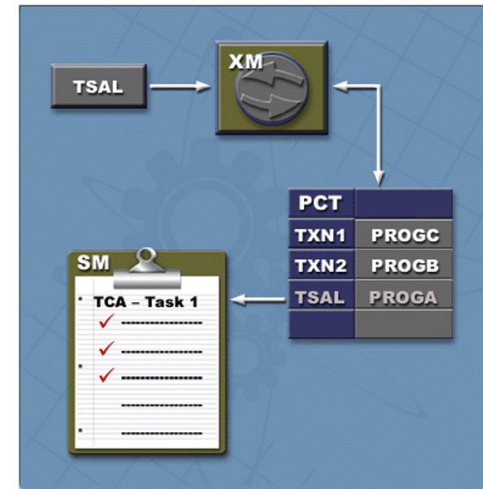 TSAL
XM
PCT
TXN1 PROGC
TXN2 PROGB
TSAL PROGA
SM
TCA – Task 1